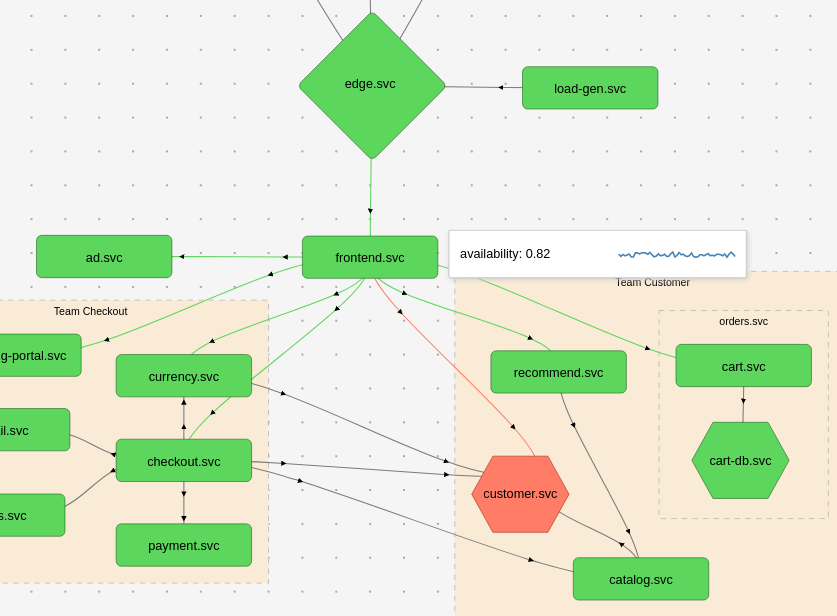 edge.svc
load-gen.svc
ad.svc
frontend.svc
availability: 0.82
Team Customer
Team Checkout
orders.svc
g-portal.svc
currency.svc
recommend.svc
cart.svc
il.svc
checkout.svc
cart-db.svc
customer.svc
s.svc
payment.svc
catalog.svc